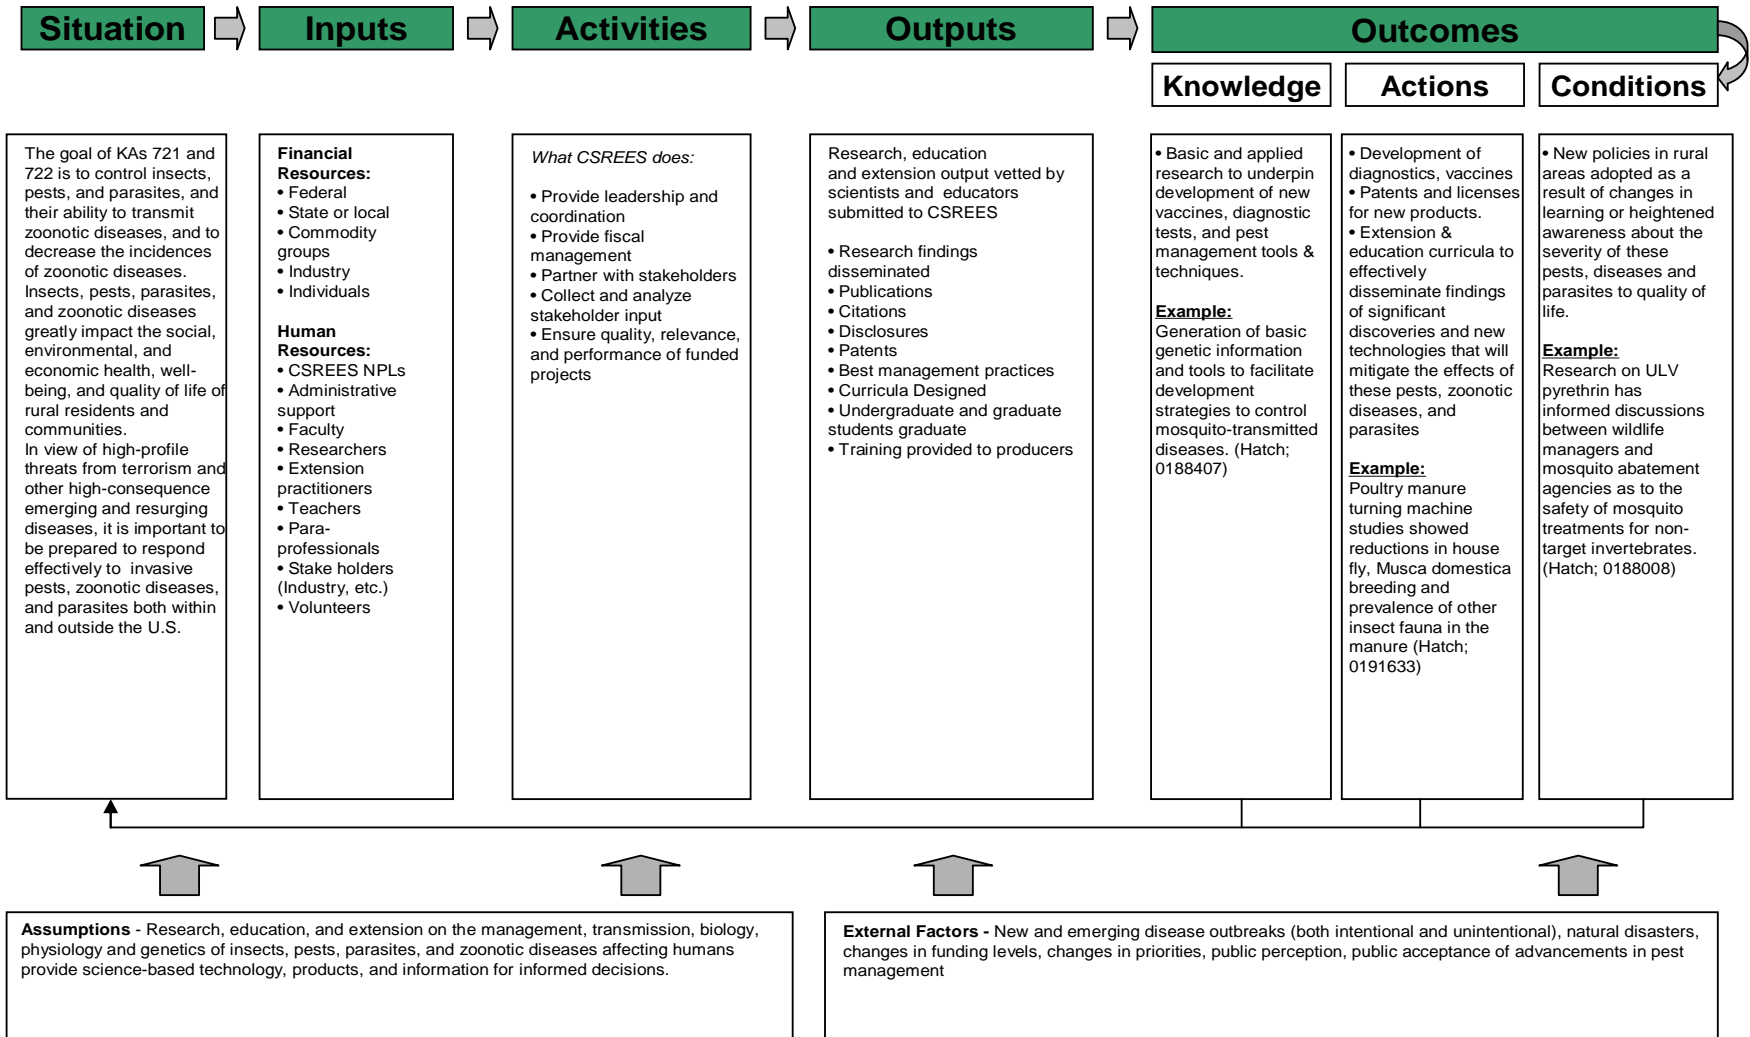 Situation
Inputs
Activities
Outputs
Outcomes
Knowledge
Actions
Conditions
The goal of KAs 721 and
722 is to control insects,
pests, and parasites, and
their ability to transmit
zoonotic diseases, and to
decrease the incidences
of zoonotic diseases.
Insects, pests, parasites,
and zoonotic diseases
greatly impact the social,
environmental, and
economic health, well-
being, and quality of life of
rural residents and
communities.
In view of high-profile
threats from terrorism and
other high-consequence
emerging and resurging
diseases, it is important to
be prepared to respond
effectively to invasive
pests, zoonotic diseases,
and parasites both within
and outside the U.S.
Financial
Resources:
• Federal
• State or local
• Commodity
groups
• Industry
• Individuals
Human
Resources:
• CSREES NPLs
• Administrative
support
• Faculty
• Researchers
• Extension
practitioners
• Teachers
• Para-
professionals
• Stake holders
(Industry, etc.)
• Volunteers
What CSREES does:
• Provide leadership and
coordination
• Provide fiscal
management
• Partner with stakeholders
• Collect and analyze
stakeholder input
• Ensure quality, relevance,
and performance of funded
projects
Research, education
and extension output vetted by
scientists and educators
submitted to CSREES
• Research findings
disseminated
• Publications
• Citations
• Disclosures
• Patents
• Best management practices
• Curricula Designed
• Undergraduate and graduate
students graduate
• Training provided to producers
• Basic and applied
research to underpin
development of new
vaccines, diagnostic
tests, and pest
management tools &
techniques.
Example:
Generation of basic
genetic information
and tools to facilitate
development
strategies to control
mosquito-transmitted
diseases. (Hatch;
0188407)
• Development of
diagnostics, vaccines
• Patents and licenses
for new products.
• Extension &
education curricula to
effectively
disseminate findings
of significant
discoveries and new
technologies that will
mitigate the effects of
these pests, zoonotic
diseases, and
parasites
Example:
Poultry manure
turning machine
studies showed
reductions in house
fly, Musca domestica
breeding and
prevalence of other
insect fauna in the
manure (Hatch;
0191633)
• New policies in rural
areas adopted as a
result of changes in
learning or heightened
awareness about the
severity of these
pests, diseases and
parasites to quality of
life.
Example:
Research on ULV
pyrethrin has
informed discussions
between wildlife
managers and
mosquito abatement
agencies as to the
safety of mosquito
treatments for non-
target invertebrates.
(Hatch; 0188008)
Assumptions - Research, education, and extension on the management, transmission, biology,
physiology and genetics of insects, pests, parasites, and zoonotic diseases affecting humans
provide science-based technology, products, and information for informed decisions.
External Factors - New and emerging disease outbreaks (both intentional and unintentional), natural disasters,
changes in funding levels, changes in priorities, public perception, public acceptance of advancements in pest
management